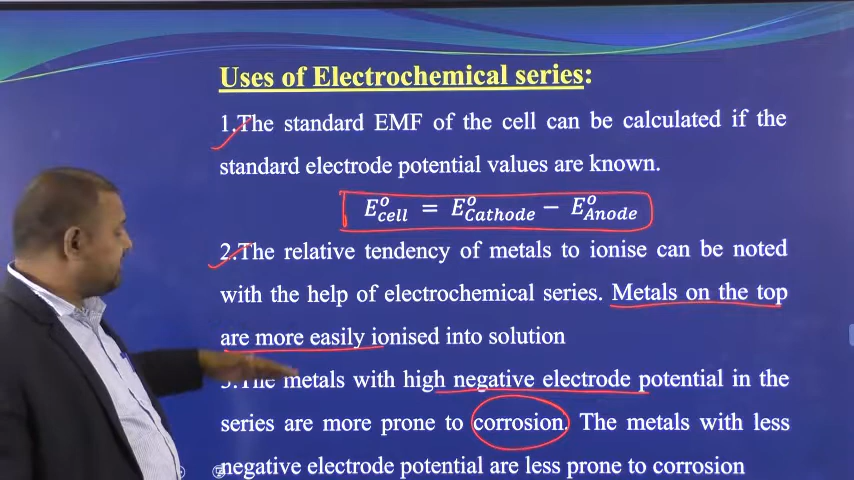 Uses of Electrochemical series:
1.The standard EMF of the cell can be calculated if the
standard electrode potential values are known.
E°cell = E°Cathode − E°Anode
2.The relative tendency of metals to ionise can be noted
with the help of electrochemical series. Metals on the top
are more easily ionised into solution
3.The metals with high negative electrode potential in the
series are more prone to corrosion. The metals with less
negative electrode potential are less prone to corrosion